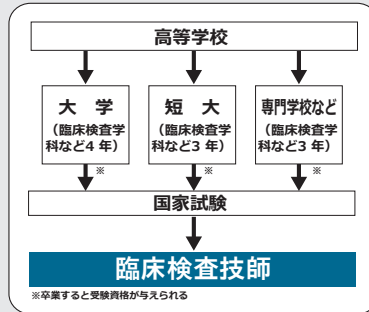 高等学校
大 学
(臨床検査学
科など4 年)
短 大
(臨床検査学
科など3 年)
専門学校など
(臨床検査学
科など3 年)
※
※
※
国家試験
臨床検査技師
※卒業すると受験資格が与えられる